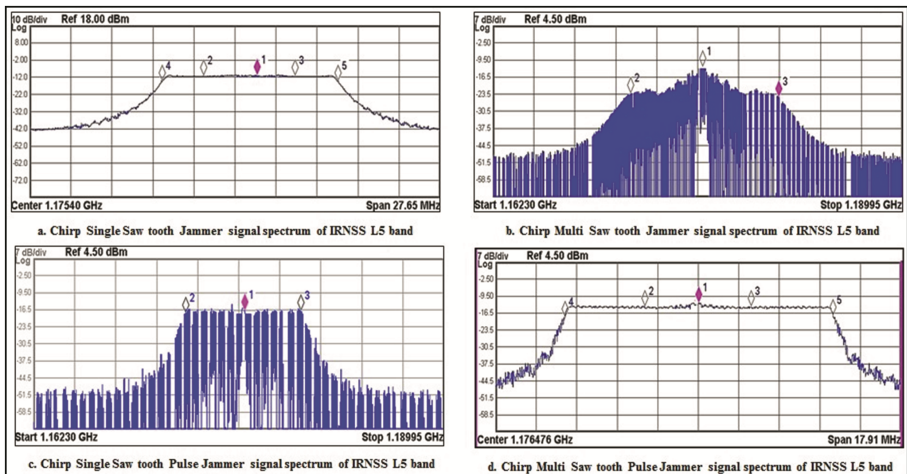 10 dB/div Ref 18.00 dBm
Log
8.00
-2.00
-12.0
-22.0
-32.0
-42.0
-52.0
-62.0
-72.0
4 2 1 3 5
Center 1.17540 GHz Span 27.65 MHz
a. Chirp Single Saw tooth Jammer signal spectrum of IRNSS L5 band
7 dB/div Ref 4.50 dBm
Log
-2.50
-9.50
-16.5
-23.5
-30.5
-37.5
-44.5
-51.5
-58.5
1
2 3
Start 1.16230 GHz Stop 1.18995 GHz
b. Chirp Multi Saw tooth Jammer signal spectrum of IRNSS L5 band
7 dB/div Ref 4.50 dBm
Log
-2.50
-9.50
-16.5
-23.5
-30.5
-37.5
-44.5
-51.5
-58.5
2 1 3
Start 1.16230 GHz Stop 1.18995 GHz
c. Chirp Single Saw tooth Pulse Jammer signal spectrum of IRNSS L5 band
7 dB/div Ref 4.50 dBm
Log
-2.50
-9.50
-16.5
-23.5
-30.5
-37.5
-44.5
-51.5
-58.5
4 2 1 3 5
Center 1.176476 GHz Span 17.91 MHz
d. Chirp Multi Saw tooth Pulse Jammer signal spectrum of IRNSS L5 band